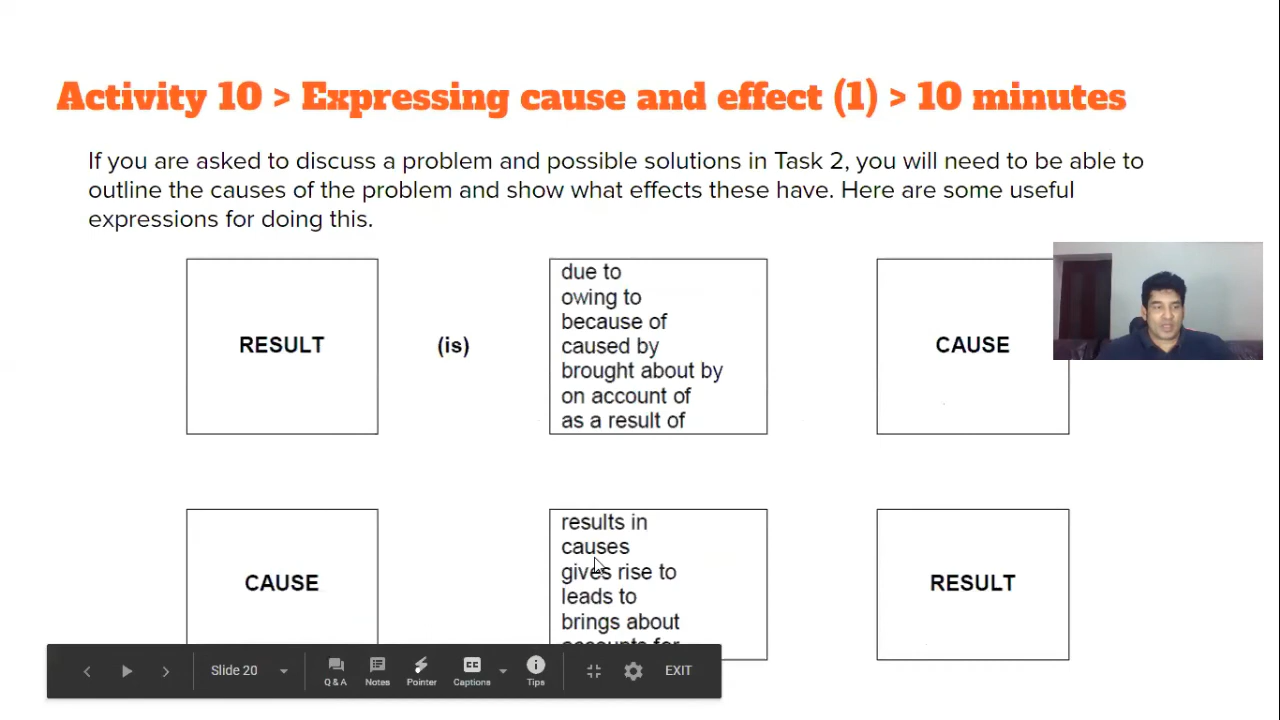 Activity 10 > Expressing cause and effect (1) > 10 minutes
If you are asked to discuss a problem and possible solutions in Task 2, you will need to be able to
outline the causes of the problem and show what effects these have. Here are some useful
expressions for doing this.
RESULT
(is)
due to
owing to
because of
caused by
brought about by
on account of
as a result of
CAUSE
CAUSE
results in
causes
gives rise to
leads to
brings about
accounts for
RESULT
Slide 20
Q & A
Notes
Pointer
Captions
Tips
EXIT